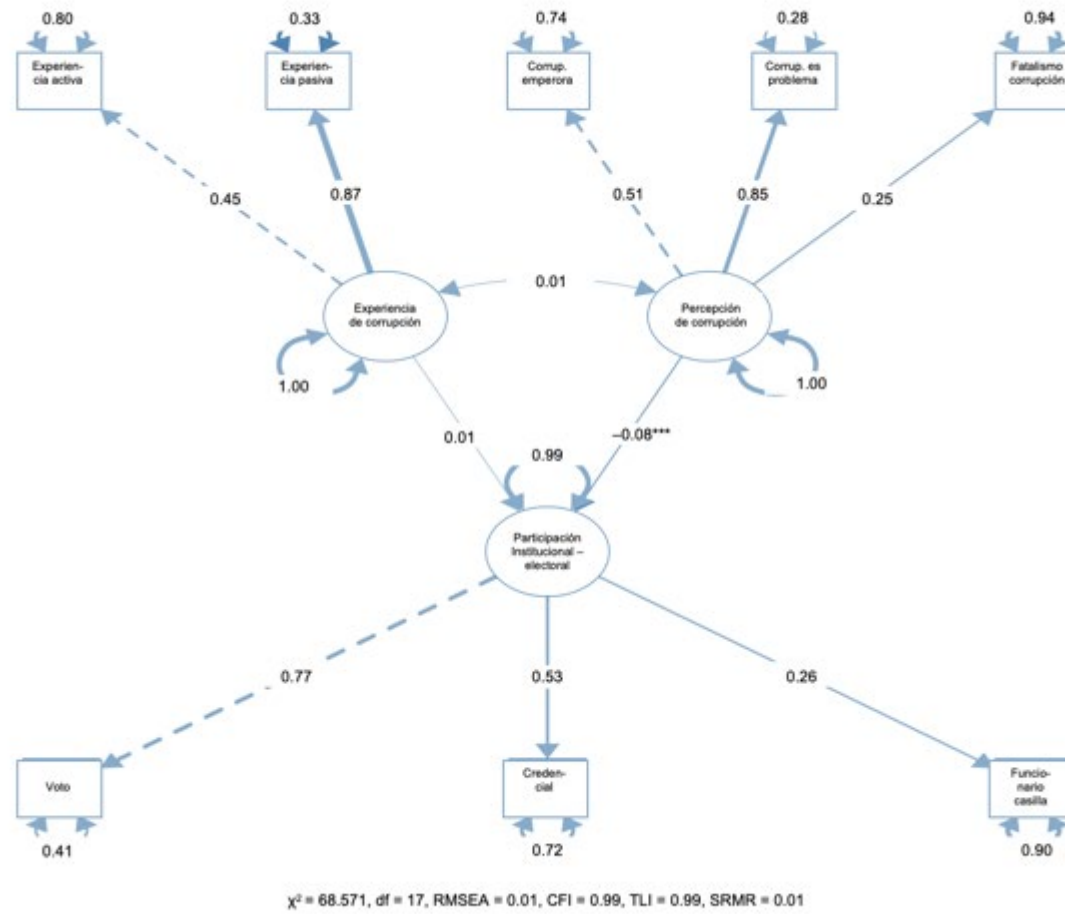 0.80
0.33
0.74
0.28
0.94
Experien-
cia activa
Experien-
cia pasiva
Corrup.
emperora
Corrup. es
problema
Fatalismo
corrupción
0.45
0.87
0.51
0.85
0.25
0.01
Experiencia
de corrupción
Percepción
de corrupción
1.00
1.00
0.01
–0.08***
0.99
Participación
Institucional –
electoral
0.77
0.53
0.26
Voto
Creden-
cial
Funcio-
nario
casilla
0.41
0.72
0.90
χ² = 68.571, df = 17, RMSEA = 0.01, CFI = 0.99, TLI = 0.99, SRMR = 0.01